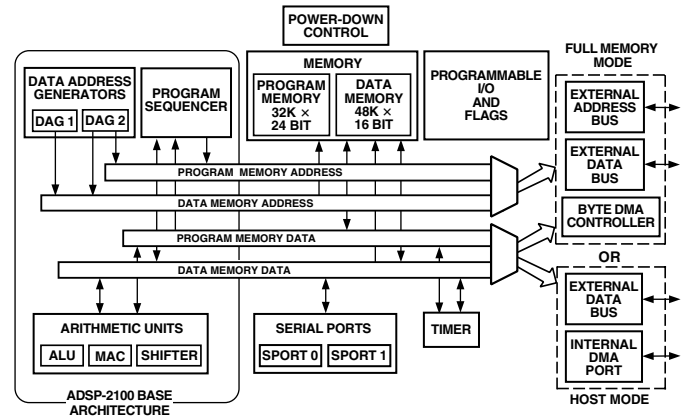 POWER-DOWN
CONTROL
DATA ADDRESS
GENERATORS
DAG 1
DAG 2
PROGRAM
SEQUENCER
MEMORY
PROGRAM
MEMORY
32K ×
24 BIT
DATA
MEMORY
48K ×
16 BIT
PROGRAMMABLE
I/O
AND
FLAGS
FULL MEMORY
MODE
EXTERNAL
ADDRESS
BUS
EXTERNAL
DATA
BUS
BYTE DMA
CONTROLLER
OR
EXTERNAL
DATA
BUS
INTERNAL
DMA
PORT
HOST MODE
PROGRAM MEMORY ADDRESS
DATA MEMORY ADDRESS
PROGRAM MEMORY DATA
DATA MEMORY DATA
ARITHMETIC UNITS
ALU
MAC
SHIFTER
SERIAL PORTS
SPORT 0
SPORT 1
TIMER
ADSP-2100 BASE
ARCHITECTURE